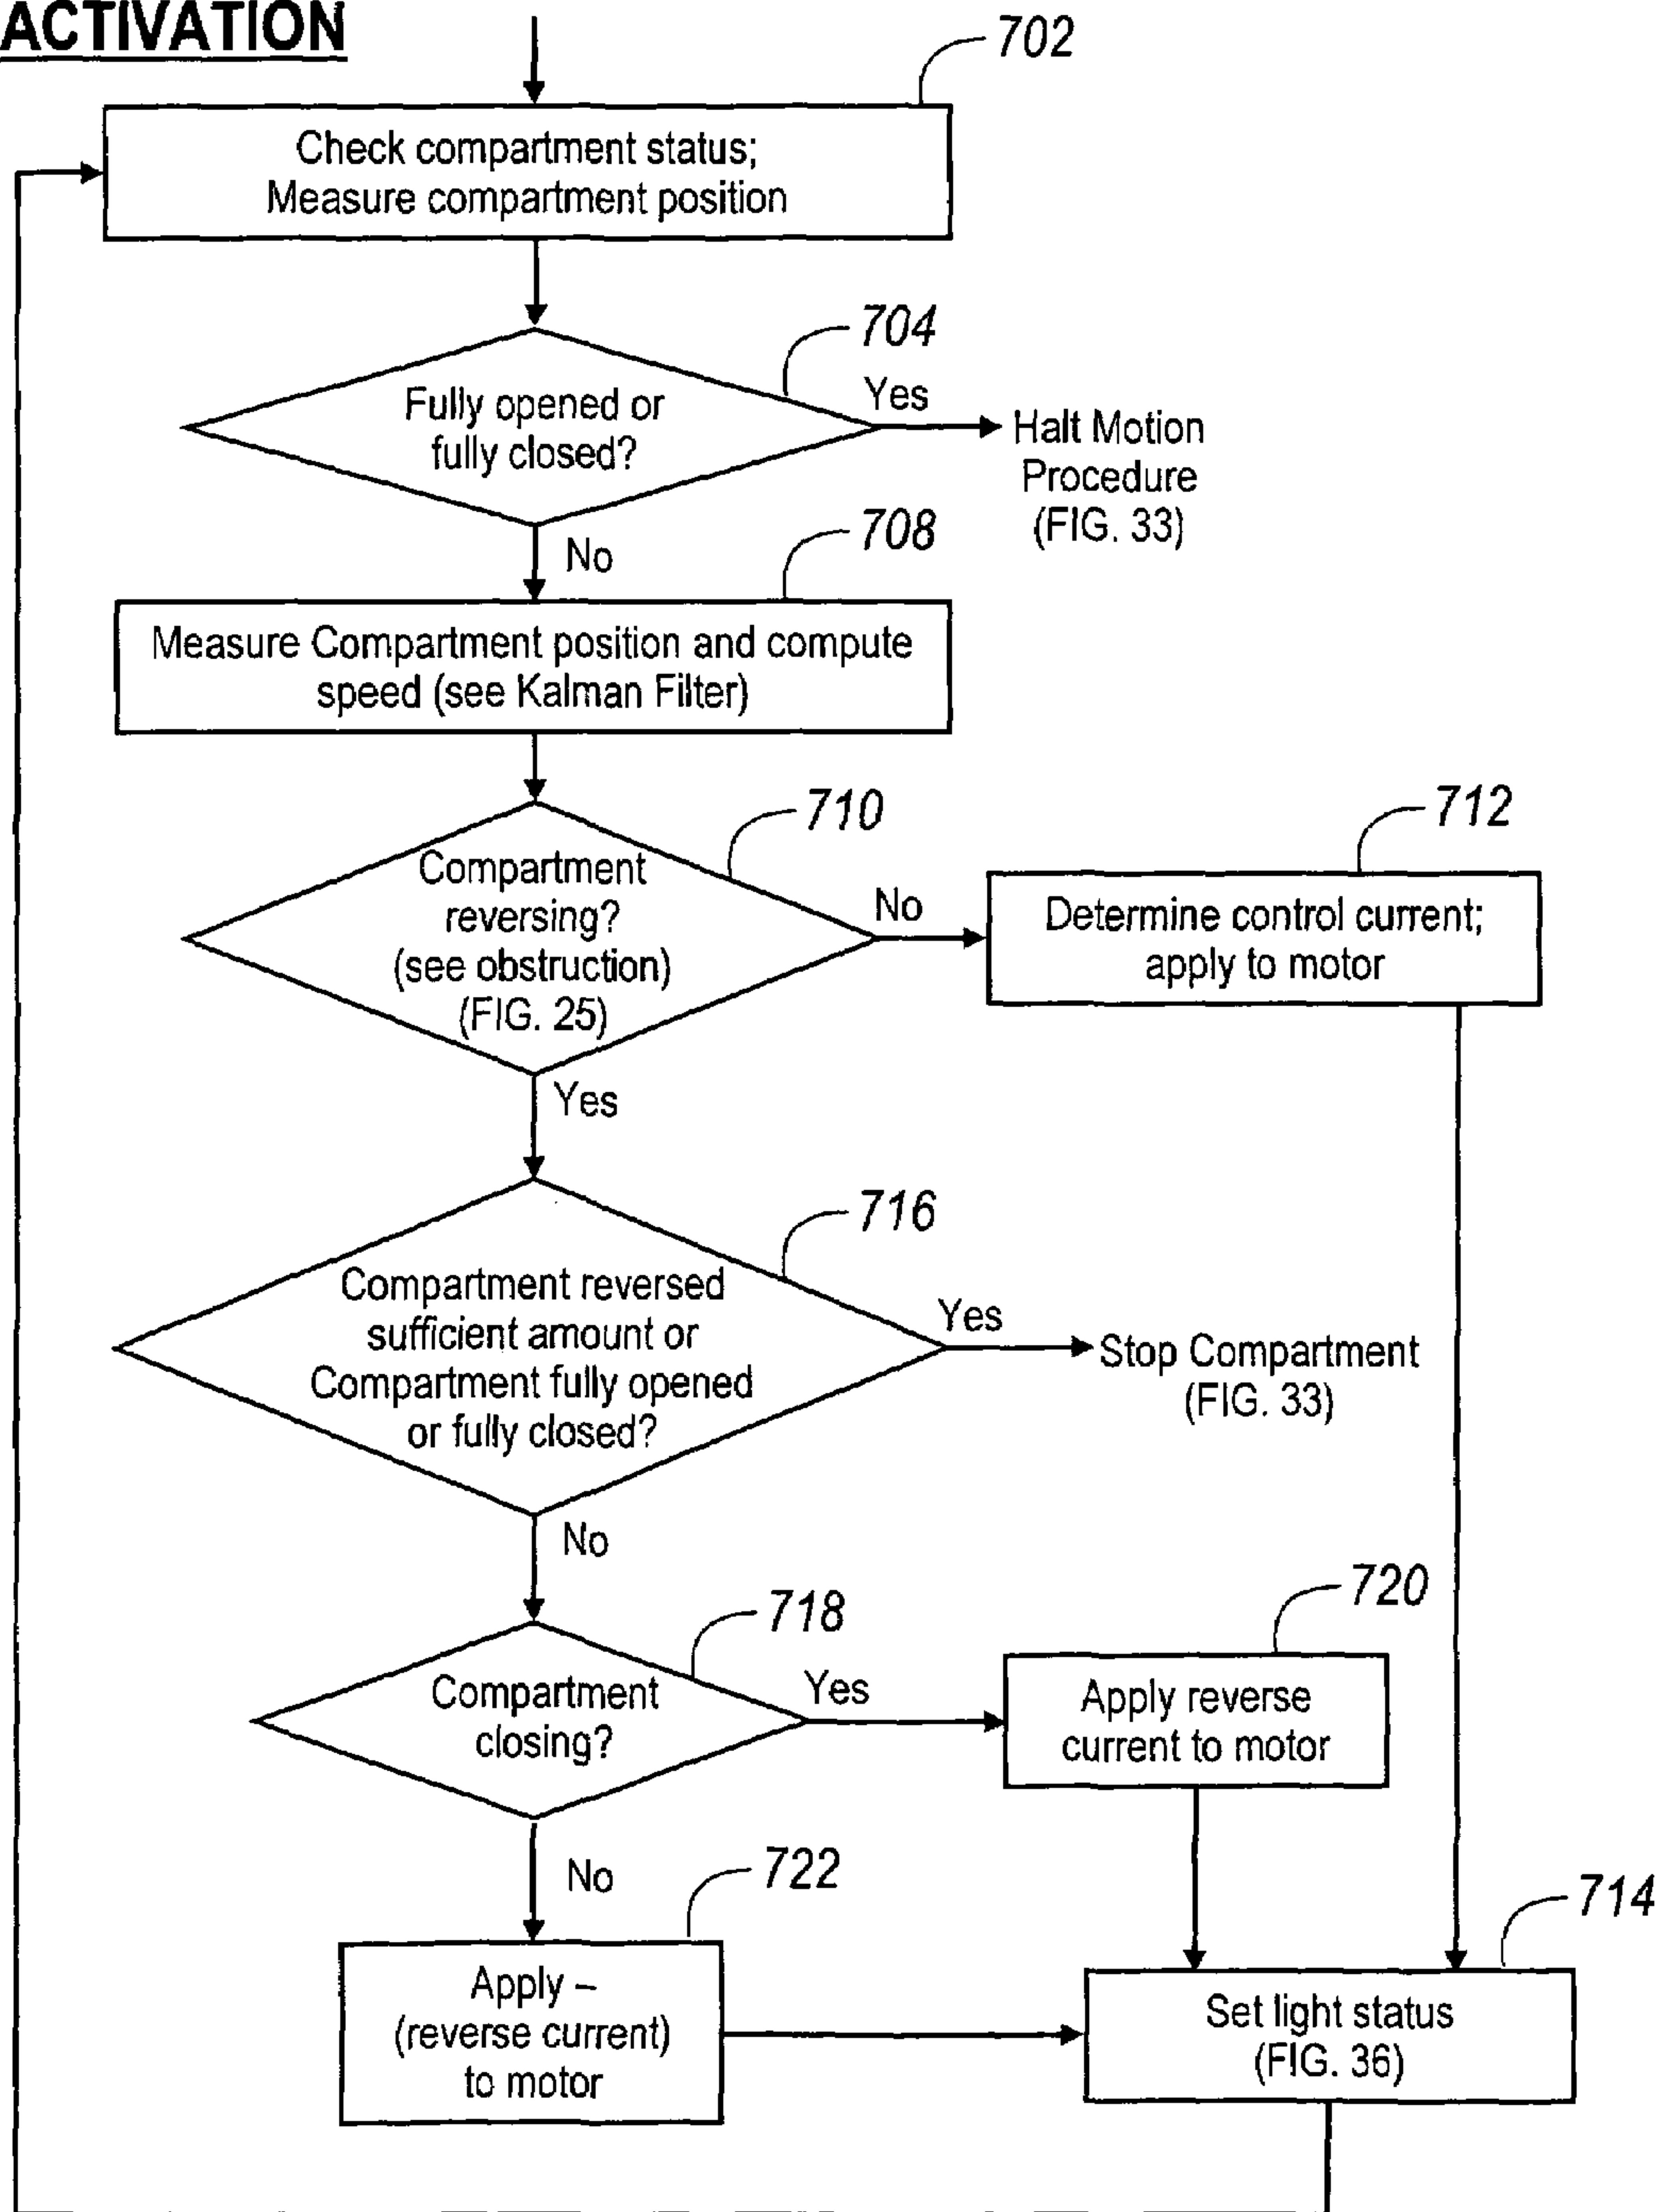 ACTIVATION
702
Check compartment status;
Measure compartment position
704
Fully opened or
fully closed?
Yes
Halt Motion
Procedure
(FIG. 33)
No
708
Measure Compartment position and compute
speed (see Kalman Filter)
710
Compartment
reversing?
(see obstruction)
(FIG. 25)
No
712
Determine control current;
apply to motor
Yes
716
Compartment reversed
sufficient amount or
Compartment fully opened
or fully closed?
Yes
Stop Compartment
(FIG. 33)
No
718
Compartment
closing?
Yes
720
Apply reverse
current to motor
No
722
Apply –
(reverse current)
to motor
714
Set light status
(FIG. 36)